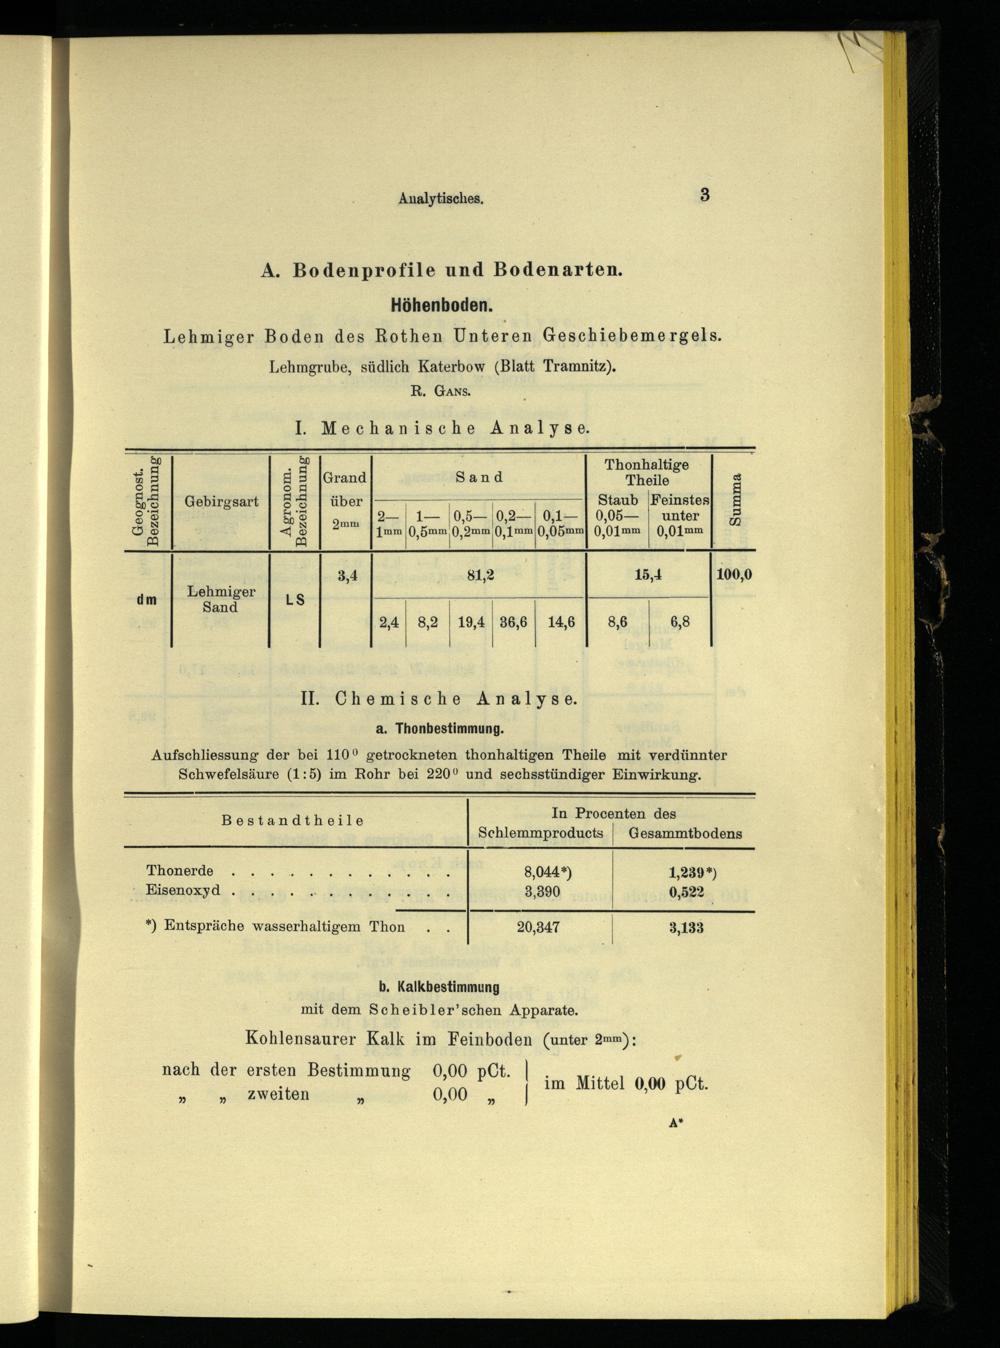 Analytisches. 3
A. Bodenprofile und Bodenarten.
Höhenboden.
Lehmiger Boden des Rothen Unteren Geschiebemergels.
Lehmgrube, südlich Katerbow (Blatt Tramnitz).
R. GANS.
I. Mechanische Analyse.
Geognost. Bezeichnung
Gebirgsart
Agronom. Bezeichnung
Grand über 2mm
Sand
2—1mm 1—0,5mm 0,5—0,2mm 0,2—0,1mm 0,1—0,05mm
Thonhaltige Theile
Staub 0,05—0,01mm
Feinstes unter 0,01mm
Summa
dm Lehmiger Sand LS 3,4 81,2 15,4 100,0
2,4 8,2 19,4 36,6 14,6 8,6 6,8
II. Chemische Analyse.
a. Thonbestimmung.
Aufschliessung der bei 110⁰ getrockneten thonhaltigen Theile mit verdünnter
Schwefelsäure (1:5) im Rohr bei 220⁰ und sechsstündiger Einwirkung.
Bestandtheile
In Procenten des
Schlemmproducts Gesammtbodens
Thonerde . . . . . . . . . . . . 8,044*) 1,239*)
Eisenoxyd . . . . . . . . . . . . 3,390 0,522
*) Entspräche wasserhaltigem Thon . . 20,347 3,133
b. Kalkbestimmung
mit dem Scheibler'schen Apparate.
Kohlensaurer Kalk im Feinboden (unter 2mm):
nach der ersten Bestimmung 0,00 pCt.
„ „ zweiten „ 0,00 „
im Mittel 0,00 pCt.
A*